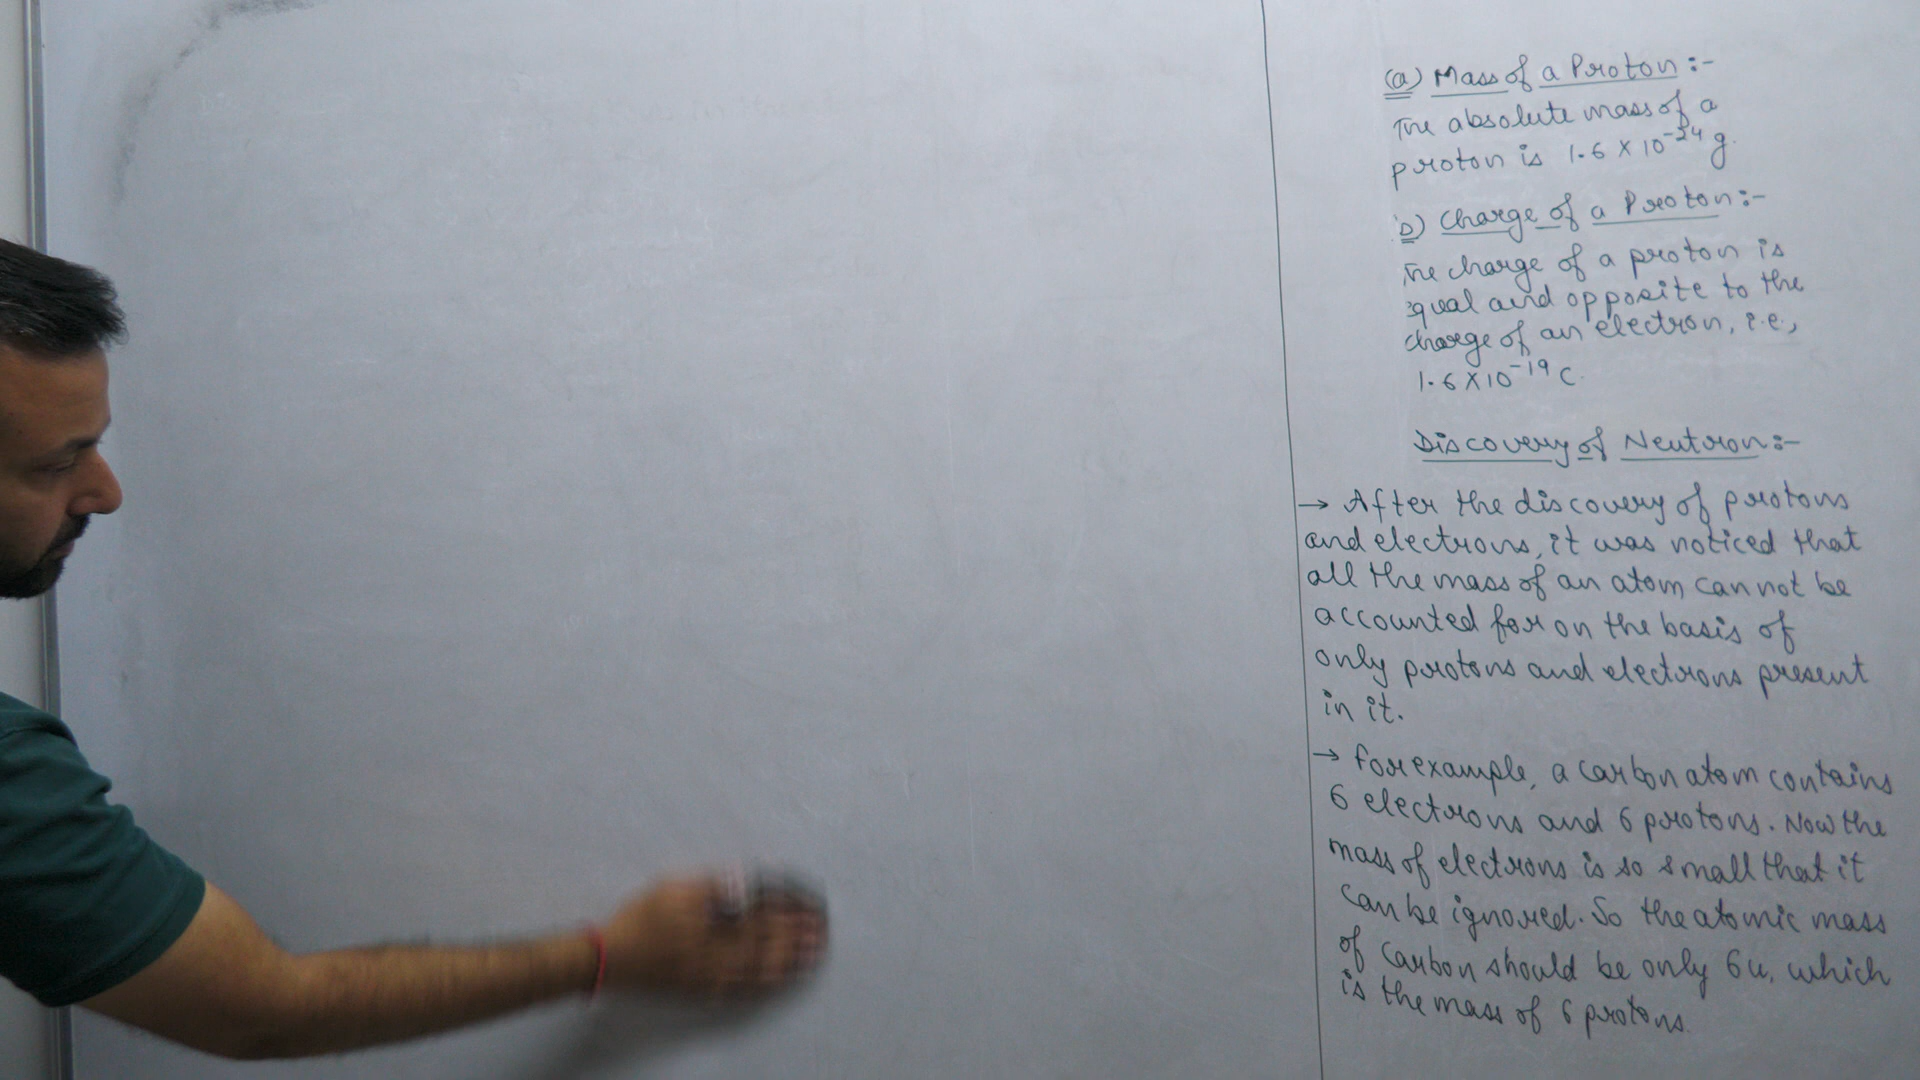 (a) Mass of a Proton :-
The absolute mass of a
proton is 1.6 X 10⁻²⁴ g.
b) Charge of a Proton :-
The charge of a proton is
equal and opposite to the
charge of an electron, i.e.,
1.6 X 10⁻¹⁹ C.
Discovery of Neutron :-
→ After the discovery of protons
and electrons, it was noticed that
all the mass of an atom cannot be
accounted for on the basis of
only protons and electrons present
in it.
→ For example, a carbon atom contains
6 electrons and 6 protons. Now the
mass of electrons is so small that it
can be ignored. So the atomic mass
of carbon should be only 6u, which
is the mass of 6 protons.